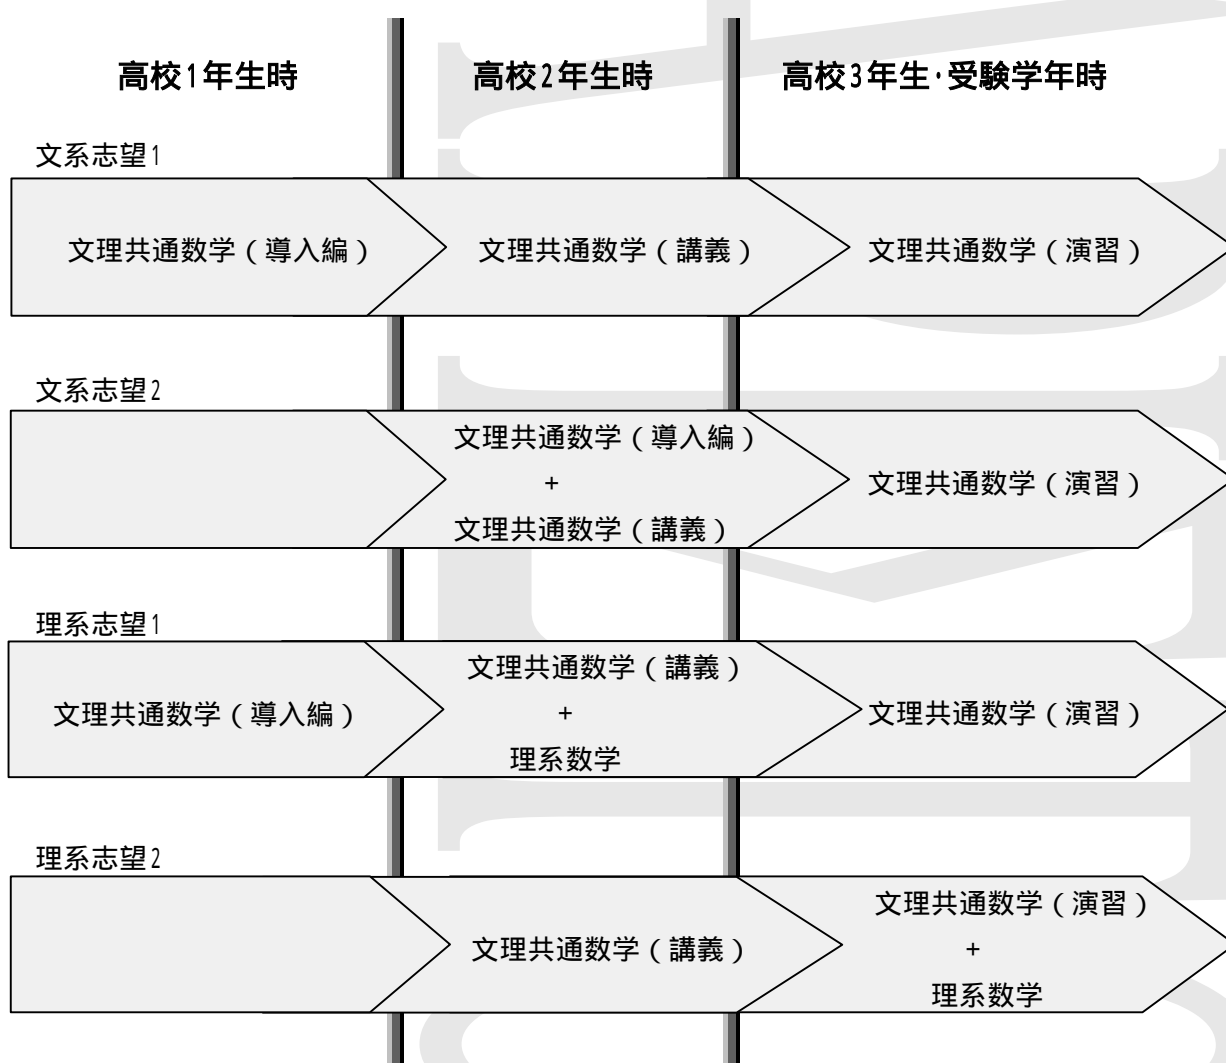 高校1年生時
高校2年生時
高校3年生・受験学年時
文系志望1
文理共通数学（導入編）
文理共通数学（講義）
文理共通数学（演習）
文系志望2
文理共通数学（導入編）
+
文理共通数学（講義）
文理共通数学（演習）
理系志望1
文理共通数学（導入編）
文理共通数学（講義）
+
理系数学
文理共通数学（演習）
理系志望2
文理共通数学（講義）
文理共通数学（演習）
+
理系数学